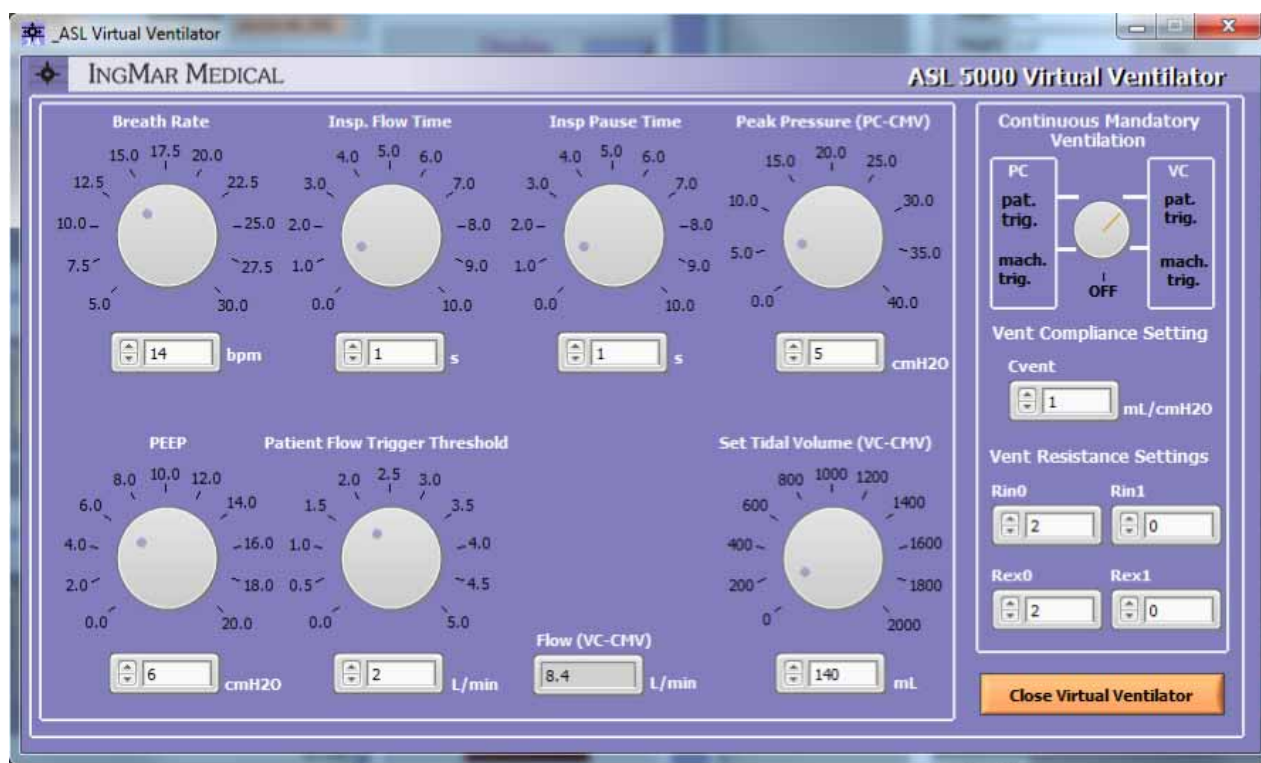 _ASL Virtual Ventilator
INGMAR MEDICAL
ASL 5000 Virtual Ventilator
Breath Rate
5.0 7.5 10.0 12.5 15.0 17.5 20.0 22.5 25.0 27.5 30.0
14 bpm
Insp. Flow Time
0.0 1.0 2.0 3.0 4.0 5.0 6.0 7.0 8.0 9.0 10.0
1 s
Insp Pause Time
0.0 1.0 2.0 3.0 4.0 5.0 6.0 7.0 8.0 9.0 10.0
1 s
Peak Pressure (PC-CMV)
0.0 5.0 10.0 15.0 20.0 25.0 30.0 35.0 40.0
5 cmH2O
PEEP
0.0 2.0 4.0 6.0 8.0 10.0 12.0 14.0 16.0 18.0 20.0
6 cmH2O
Patient Flow Trigger Threshold
0.0 0.5 1.0 1.5 2.0 2.5 3.0 3.5 4.0 4.5 5.0
2 L/min
Flow (VC-CMV)
8.4 L/min
Set Tidal Volume (VC-CMV)
0 200 400 600 800 1000 1200 1400 1600 1800 2000
140 mL
Continuous Mandatory
Ventilation
PC
pat.
trig.
mach.
trig.
VC
pat.
trig.
mach.
trig.
OFF
Vent Compliance Setting
Cvent
1 mL/cmH2O
Vent Resistance Settings
Rin0 Rin1
2 0
Rex0 Rex1
2 0
Close Virtual Ventilator